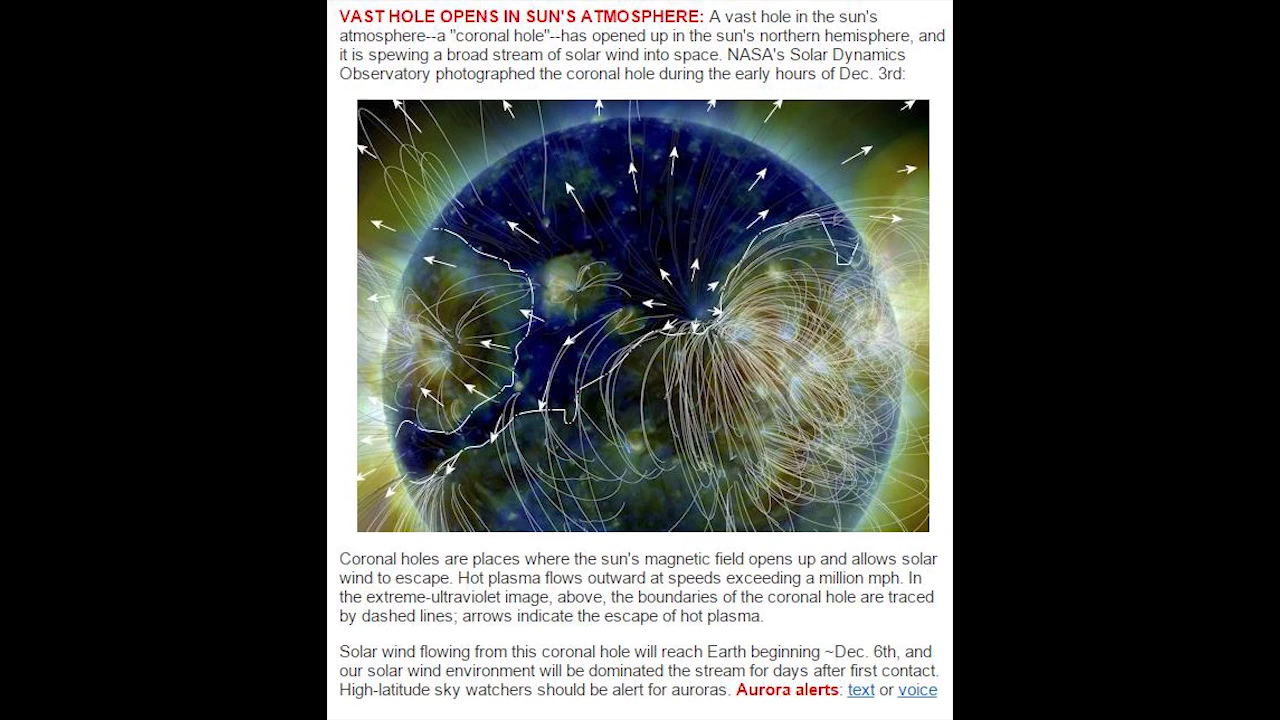 VAST HOLE OPENS IN SUN'S ATMOSPHERE: A vast hole in the sun's
atmosphere--a "coronal hole"--has opened up in the sun's northern hemisphere, and
it is spewing a broad stream of solar wind into space. NASA's Solar Dynamics
Observatory photographed the coronal hole during the early hours of Dec. 3rd:
Coronal holes are places where the sun's magnetic field opens up and allows solar
wind to escape. Hot plasma flows outward at speeds exceeding a million mph. In
the extreme-ultraviolet image, above, the boundaries of the coronal hole are traced
by dashed lines; arrows indicate the escape of hot plasma.
Solar wind flowing from this coronal hole will reach Earth beginning ~Dec. 6th, and
our solar wind environment will be dominated the stream for days after first contact.
High-latitude sky watchers should be alert for auroras. Aurora alerts: text or voice